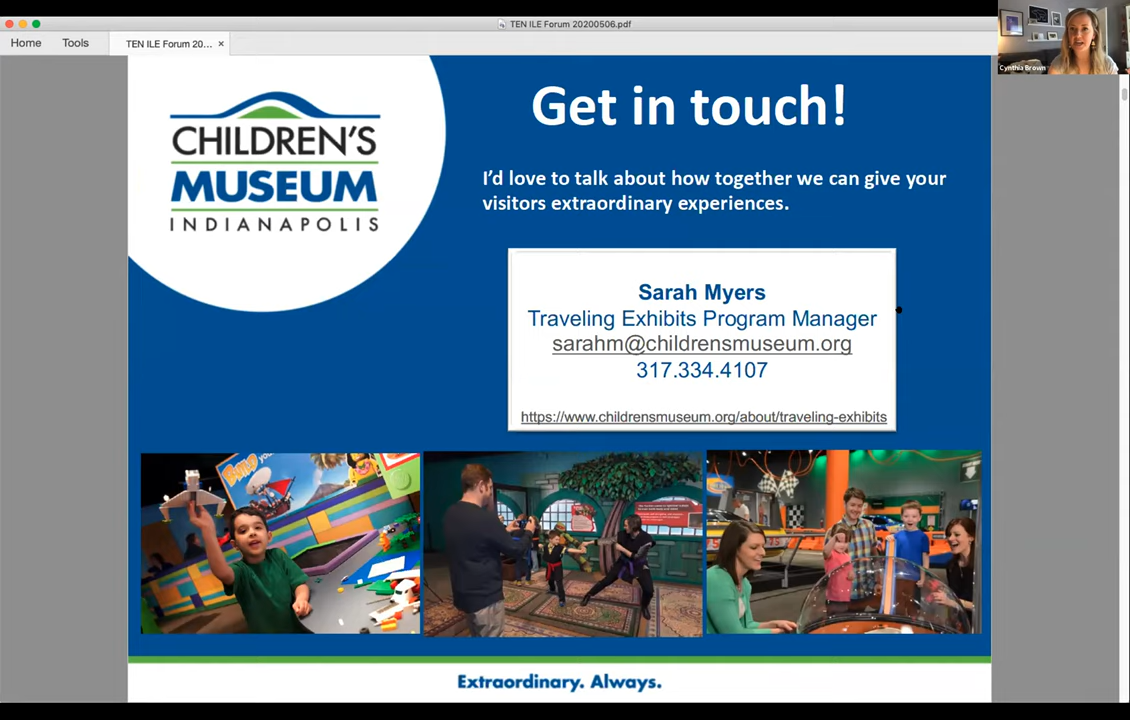 TEN ILE Forum 20200506.pdf
Home
Tools
TEN ILE Forum 20... ×
Cynthia Brown
CHILDREN'S
MUSEUM
INDIANAPOLIS
Get in touch!
I'd love to talk about how together we can give your
visitors extraordinary experiences.
Sarah Myers
Traveling Exhibits Program Manager
sarahm@childrensmuseum.org
317.334.4107
https://www.childrensmuseum.org/about/traveling-exhibits
Extraordinary. Always.